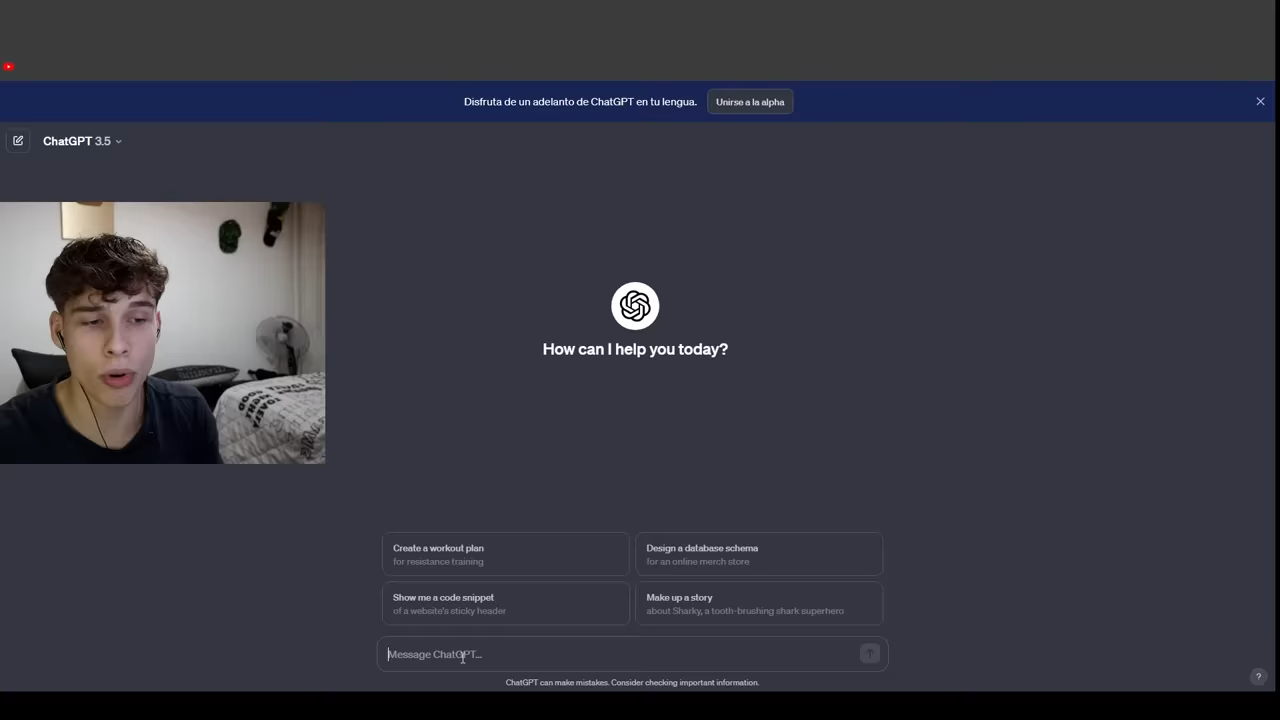 Disfruta de un adelanto de ChatGPT en tu lengua. Unirse a la alpha
ChatGPT 3.5
How can I help you today?
Create a workout plan
for resistance training
Design a database schema
for an online merch store
Show me a code snippet
of a website's sticky header
Make up a story
about Sharky, a tooth-brushing shark superhero
Message ChatGPT...
ChatGPT can make mistakes. Consider checking important information.
?